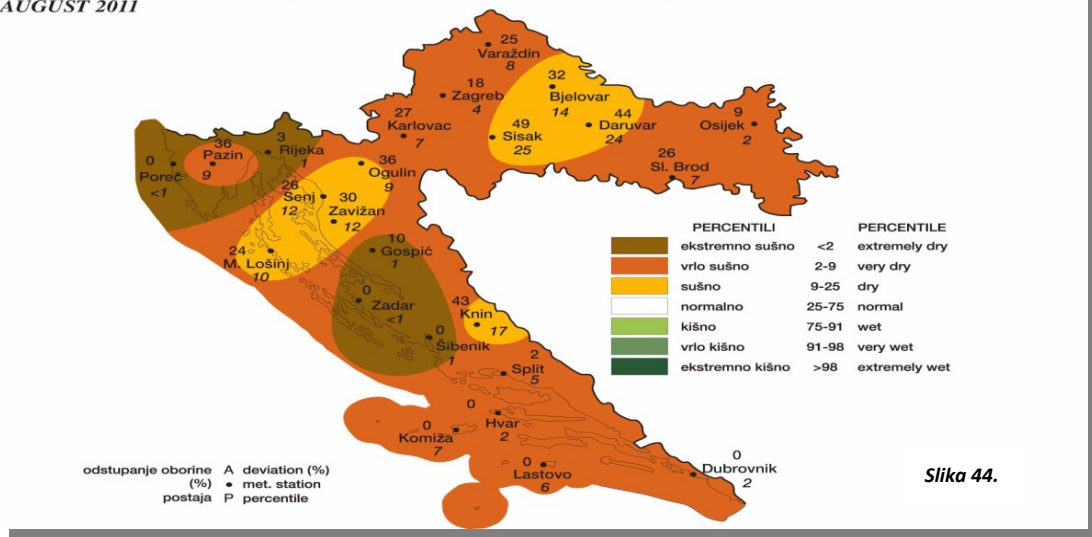 AUGUST 2011
25
Varaždin
8
32
Bjelovar
14
18
Zagreb
4
27
Karlovac
7
49
Sisak
25
44
Daruvar
24
9
Osijek
2
26
Sl. Brod
7
0
Poreč
<1
36
Pazin
9
3
Rijeka
1
36
Ogulin
9
26
Senj
12
30
Zavižan
12
24
M. Lošinj
10
10
Gospić
1
0
Zadar
<1
43
Knin
17
0
Šibenik
1
2
Split
5
0
Hvar
2
0
Komiža
7
0
Lastovo
6
0
Dubrovnik
2
PERCENTILI PERCENTILE
ekstremno sušno <2 extremely dry
vrlo sušno 2-9 very dry
sušno 9-25 dry
normalno 25-75 normal
kišno 75-91 wet
vrlo kišno 91-98 very wet
ekstremno kišno >98 extremely wet
odstupanje oborine A deviation (%)
(%) • met. station
postaja P percentile
Slika 44.